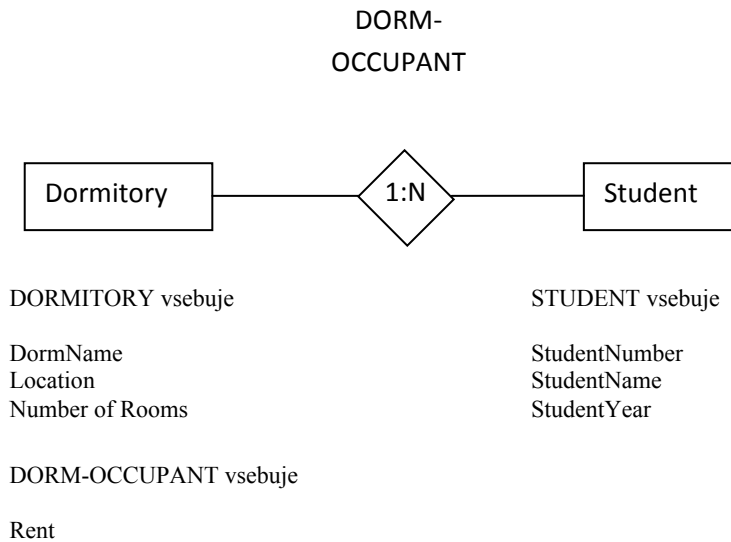 DORM-
OCCUPANT
Dormitory
1:N
Student
DORMITORY vsebuje
STUDENT vsebuje
DormName
StudentNumber
Location
StudentName
Number of Rooms
StudentYear
DORM-OCCUPANT vsebuje
Rent